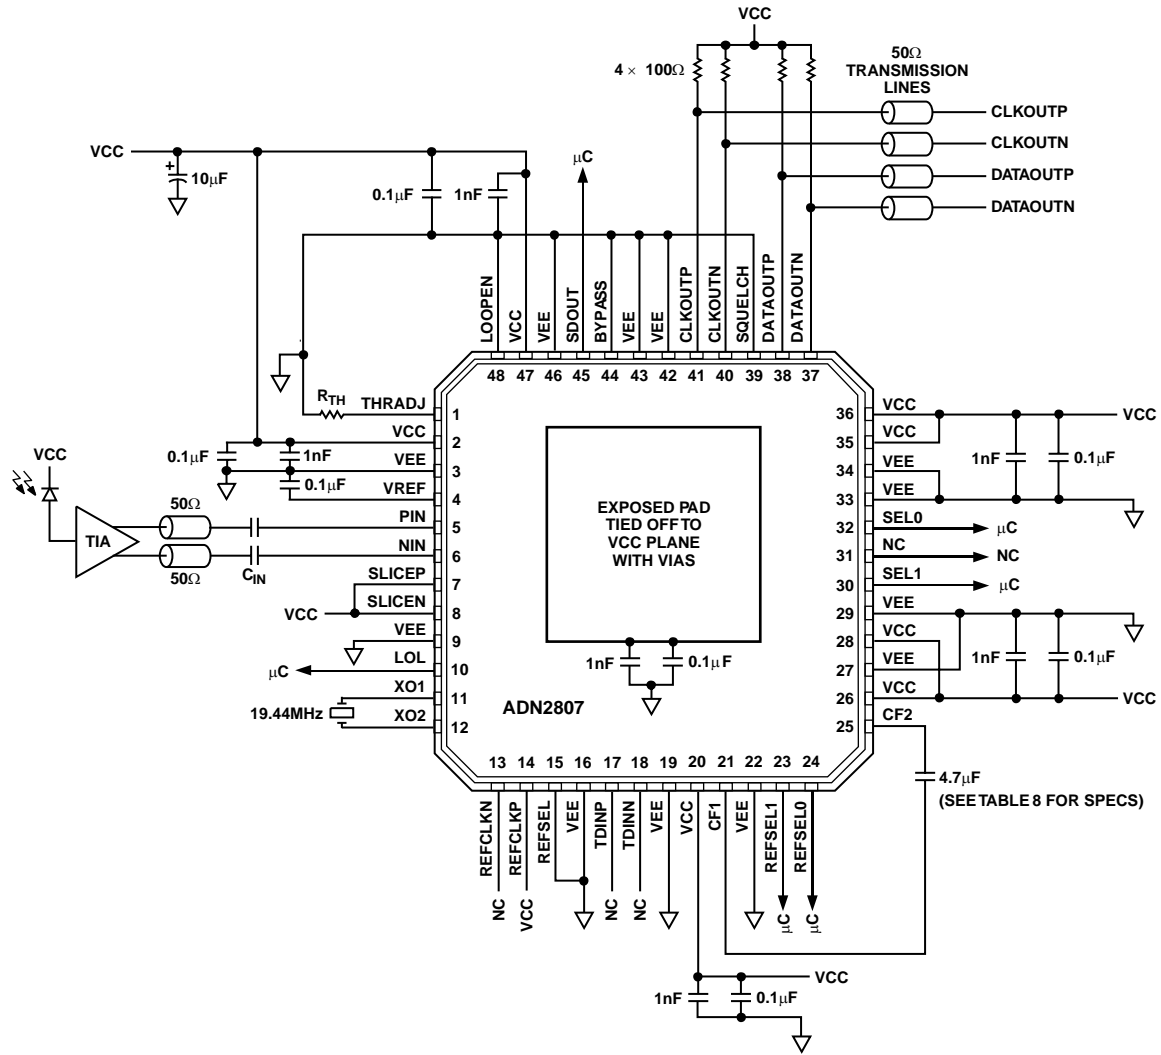 VCC
4 × 100Ω
50Ω
TRANSMISSION
LINES
CLKOUTP
CLKOUTN
DATAOUTP
DATAOUTN
VCC
+
10μF
0.1μF
1nF
μC
LOOPEN
VCC
VEE
SDOUT
BYPASS
VEE
VEE
CLKOUTP
CLKOUTN
SQUELCH
DATAOUTP
DATAOUTN
48
47
46
45
44
43
42
41
40
39
38
37
RTH
THRADJ
1
VCC
2
0.1μF
1nF
VEE
3
0.1μF
VREF
4
VCC
TIA
50Ω
50Ω
CIN
PIN
5
NIN
6
SLICEP
7
VCC
SLICEN
8
VEE
9
μC
LOL
10
XO1
11
19.44MHz
XO2
12
EXPOSED PAD
TIED OFF TO
VCC PLANE
WITH VIAS
1nF
0.1μF
ADN2807
36
VCC
VCC
35
VCC
1nF
0.1μF
34
VEE
33
VEE
32
SEL0
μC
31
NC
NC
30
SEL1
μC
29
VEE
28
VCC
1nF
0.1μF
27
VEE
26
VCC
VCC
25
CF2
4.7μF
(SEE TABLE 8 FOR SPECS)
13
14
15
16
17
18
19
20
21
22
23
24
REFCLKN
REFCLKP
REFSEL
VEE
TDINP
TDINN
VEE
VCC
CF1
VEE
REFSEL1
REFSEL0
NC
VCC
NC
NC
μC
μC
VCC
1nF
0.1μF